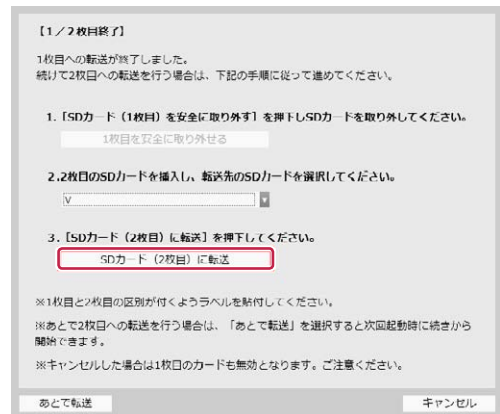 【1／2枚目終了】
1枚目への転送が終了しました。
続けて2枚目への転送を行う場合は、下記の手順に従って進めてください。
1.［SDカード（1枚目）を安全に取り外す］を押下しSDカードを取り外してください。
1枚目を安全に取り外せる
2.2枚目のSDカードを挿入し、転送先のSDカードを選択してください。
V
3.［SDカード（2枚目）に転送］を押下してください。
SDカード（2枚目）に転送
※1枚目と2枚目の区別が付くようラベルを貼付してください。
※あとで2枚目への転送を行う場合は、「あとで転送」を選択すると次回起動時に続きから
開始できます。
※キャンセルした場合は1枚目のカードも無効となります。ご注意ください。
あとで転送
キャンセル